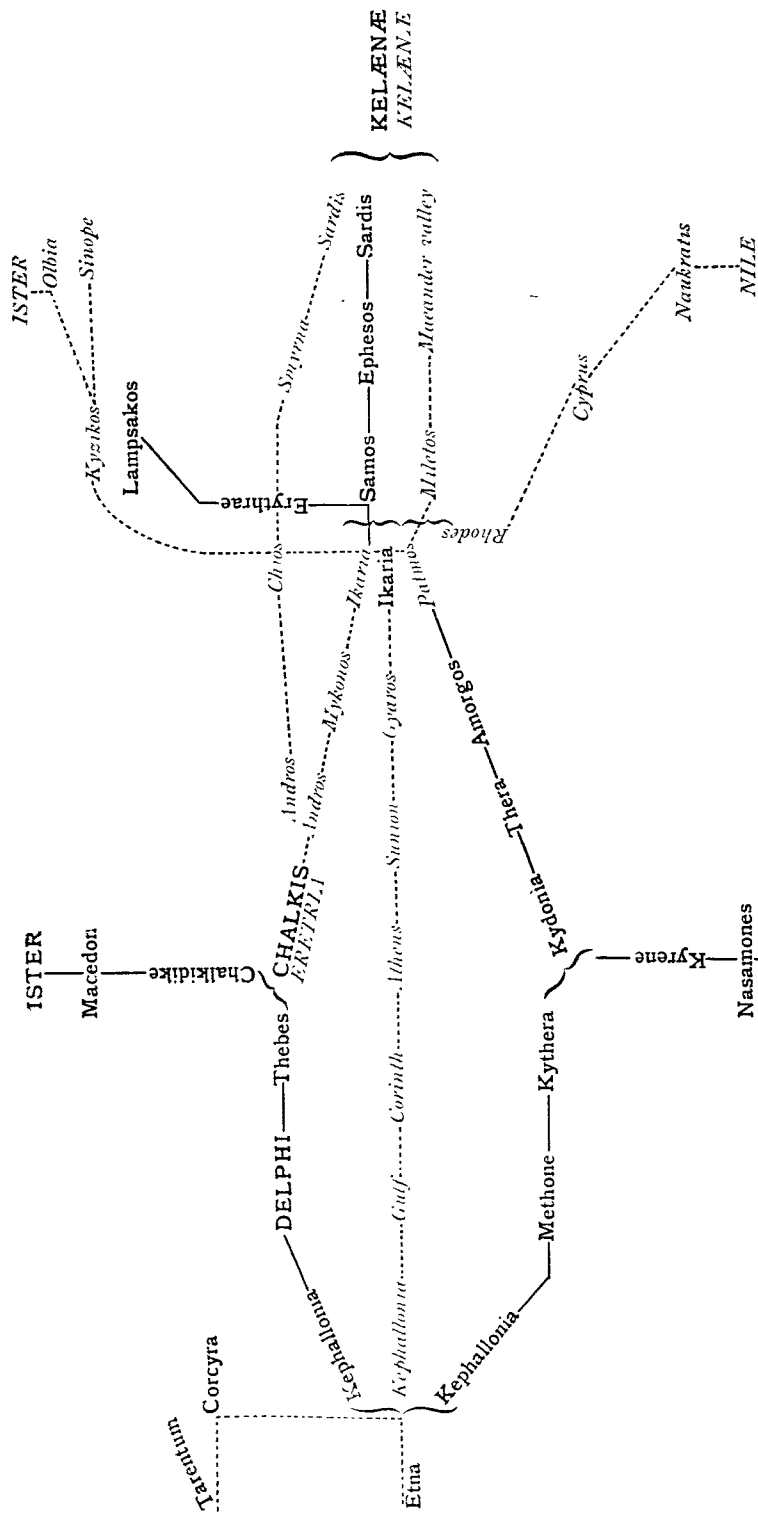 ISTER
Olbia
Sinope
Kyzikos
Lampsakos
KELÆNÆ
KELÆNÆ
Chios
Smyrna
Sardis
Erythrae
Samos
Ephesos
Sardis
Miletos
Maeander valley
Rhodes
Cyprus
Naukratis
NILE
ISTER
Macedon
Chalkidike
CHALKIS
ERETRIA
Andros
Andros
Mykonos
Ikaria
Ikaria
Patmos
Tarentum
Corcyra
Etna
Kephallonia
DELPHI
Thebes
Kephallonia
Gulf
Corinth
Athens
Sunion
Gyaros
Kephallonia
Methone
Kythera
Kydonia
Thera
Amorgos
Kyrene
Nasamones